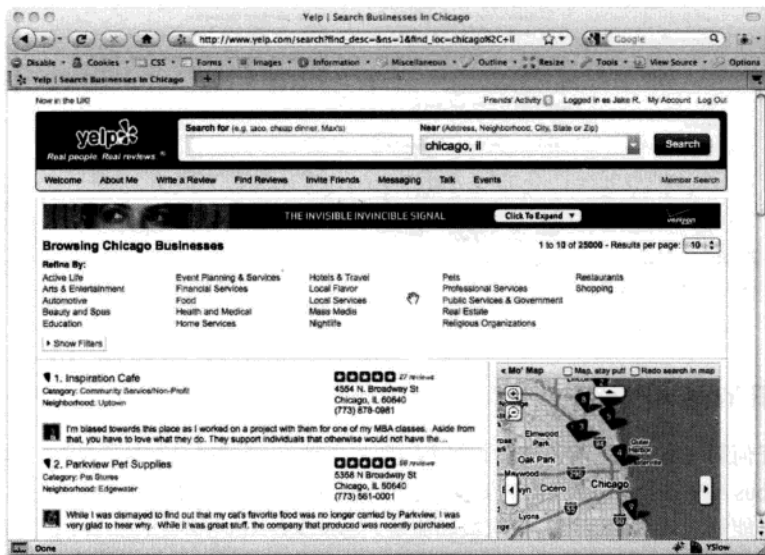 Yelp | Search Businesses in Chicago
http://www.yelp.com/search?find_desc=&ns=1&find_loc=chicago%2C+il
Google
Disable Cookies CSS Forms Images Information Miscellaneous Outline Resize Tools View Source Options
Yelp | Search Businesses in Chicago
Now in the UK!
Friends' Activity Logged in as Jake R. My Account Log Out
yelp
Real people. Real reviews.®
Search for (e.g. taco, cheap dinner, Max's)
Near (Address, Neighborhood, City, State or Zip)
chicago, il
Search
Welcome About Me Write a Review Find Reviews Invite Friends Messaging Talk Events Member Search
THE INVISIBLE INVINCIBLE SIGNAL
Click To Expand
verizon
Browsing Chicago Businesses
1 to 10 of 25000 - Results per page: 10
Refine By:
Active Life Event Planning & Services Hotels & Travel Pets Restaurants
Arts & Entertainment Financial Services Local Flavor Professional Services Shopping
Automotive Food Local Services Public Services & Government
Beauty and Spas Health and Medical Mass Media Real Estate
Education Home Services Nightlife Religious Organizations
Show Filters
1. Inspiration Cafe
Category: Community Service/Non-Profit
Neighborhood: Uptown
27 reviews
4554 N. Broadway St
Chicago, IL 60640
(773) 878-0981
I'm biased towards this place as I worked on a project with them for one of my MBA classes. Aside from
that, you have to love what they do. They support individuals that otherwise would not have the...
2. Parkview Pet Supplies
Category: Pet Stores
Neighborhood: Edgewater
98 reviews
5358 N Broadway St
Chicago, IL 60640
(773) 561-0001
While I was dismayed to find out that my cat's favorite food was no longer carried by Parkview, I was
very glad to hear why. While it was great stuff, the company that produced was recently purchased...
« Mo' Map Map, stay put! Redo search in map
Lincoln
Elmwood
Park
Oak Park
Maywood
Cicero
Chicago
Outer
Harbor
Lyons
Done
YSlow